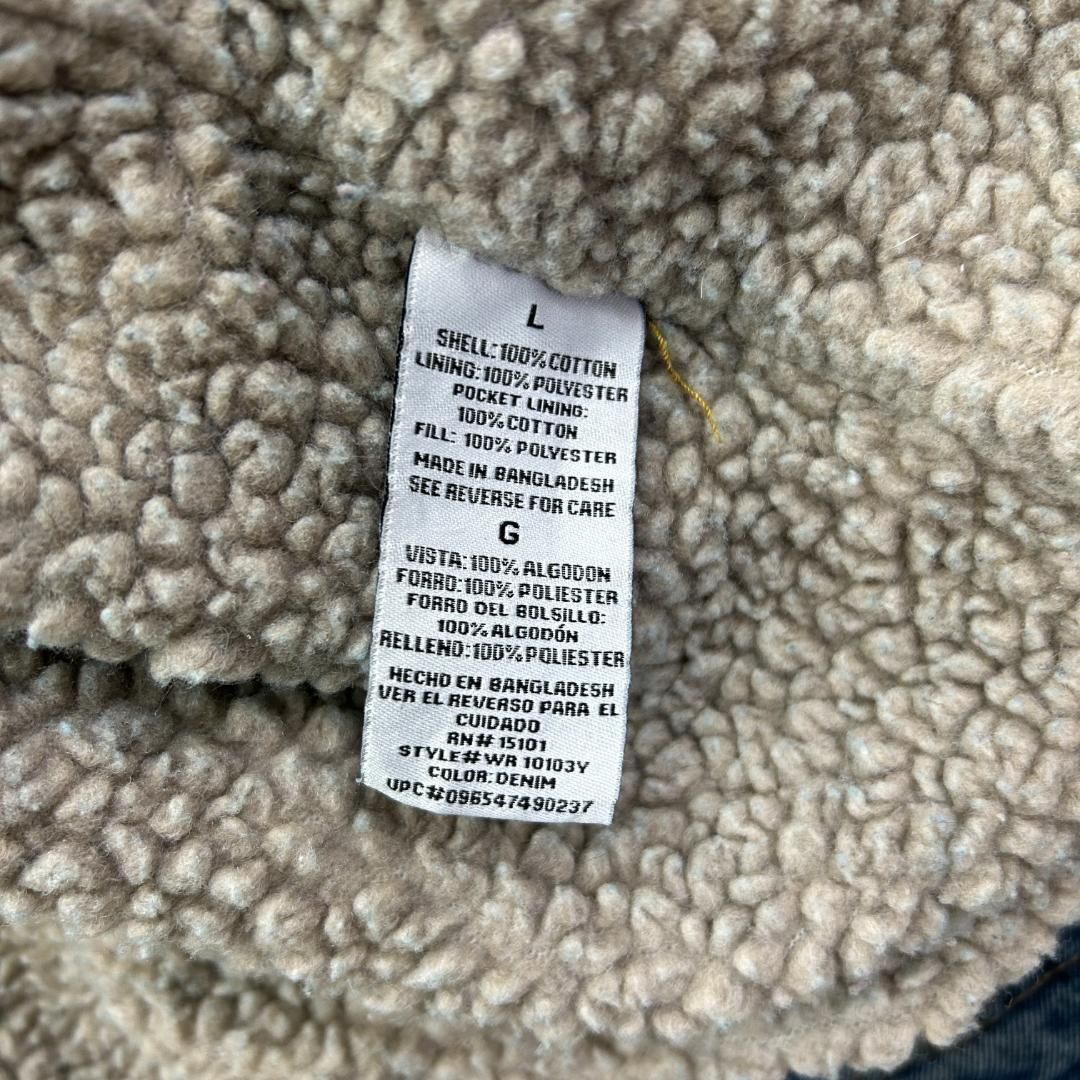 L
SHELL: 100% COTTON
LINING: 100% POLYESTER
POCKET LINING:
100% COTTON
FILL: 100% POLYESTER
MADE IN BANGLADESH
SEE REVERSE FOR CARE
G
VISTA: 100% ALGODON
FORRO: 100% POLIESTER
FORRO DEL BOLSILLO:
100% ALGODÓN
RELLENO: 100% POLIESTER
HECHO EN BANGLADESH
VER EL REVERSO PARA EL
CUIDADO
RN# 15101
STYLE# WR 10103Y
COLOR: DENIM
UPC#096547490237